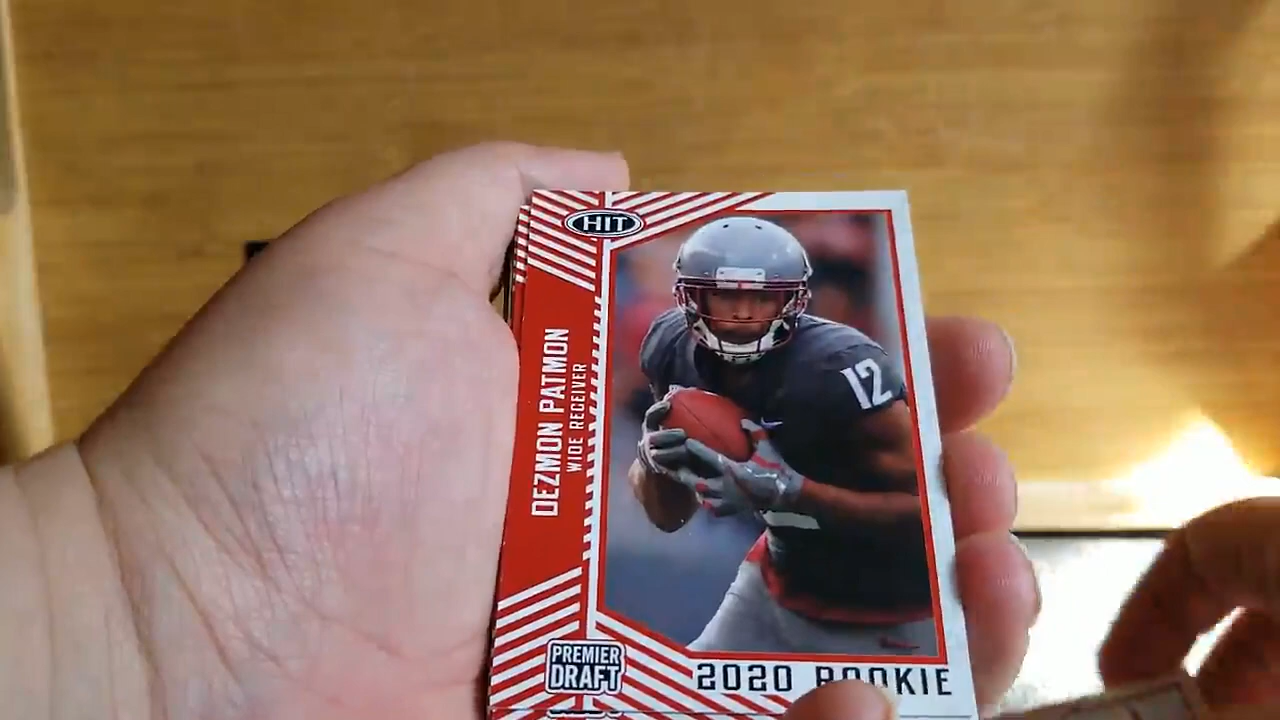 HIT
DEZMON PATMON
WIDE RECEIVER
12
PREMIER
DRAFT
2020 ROOKIE